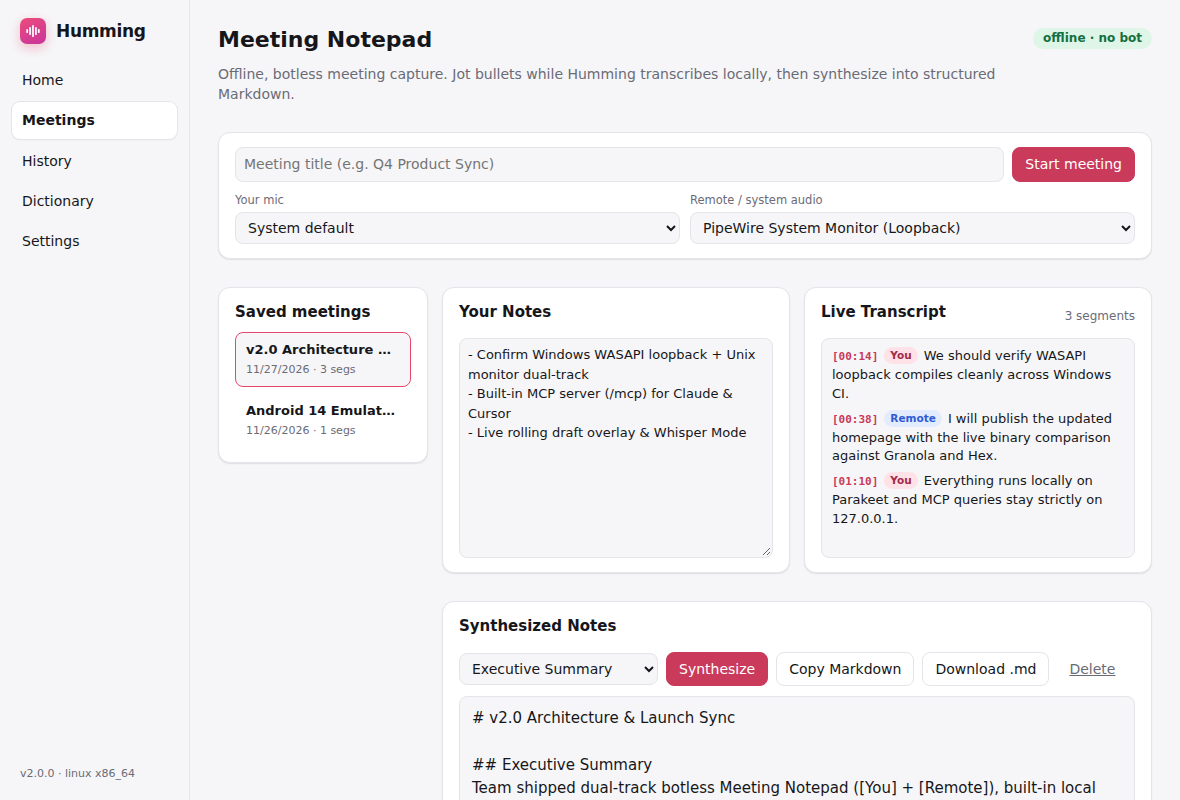 Humming
Home
Meetings
History
Dictionary
Settings
v2.0.0 · linux x86_64
Meeting Notepad
offline · no bot
Offline, botless meeting capture. Jot bullets while Humming transcribes locally, then synthesize into structured
Markdown.
Meeting title (e.g. Q4 Product Sync)
Start meeting
Your mic
Remote / system audio
System default
PipeWire System Monitor (Loopback)
Saved meetings
v2.0 Architecture …
11/27/2026 · 3 segs
Android 14 Emulat…
11/26/2026 · 1 segs
Your Notes
- Confirm Windows WASAPI loopback + Unix
monitor dual-track
- Built-in MCP server (/mcp) for Claude &
Cursor
- Live rolling draft overlay & Whisper Mode
Live Transcript
3 segments
[00:14] You We should verify WASAPI
loopback compiles cleanly across Windows
CI.
[00:38] Remote I will publish the updated
homepage with the live binary comparison
against Granola and Hex.
[01:10] You Everything runs locally on
Parakeet and MCP queries stay strictly on
127.0.0.1.
Synthesized Notes
Executive Summary
Synthesize
Copy Markdown
Download .md
Delete
# v2.0 Architecture & Launch Sync
## Executive Summary
Team shipped dual-track botless Meeting Notepad ([You] + [Remote]), built-in local